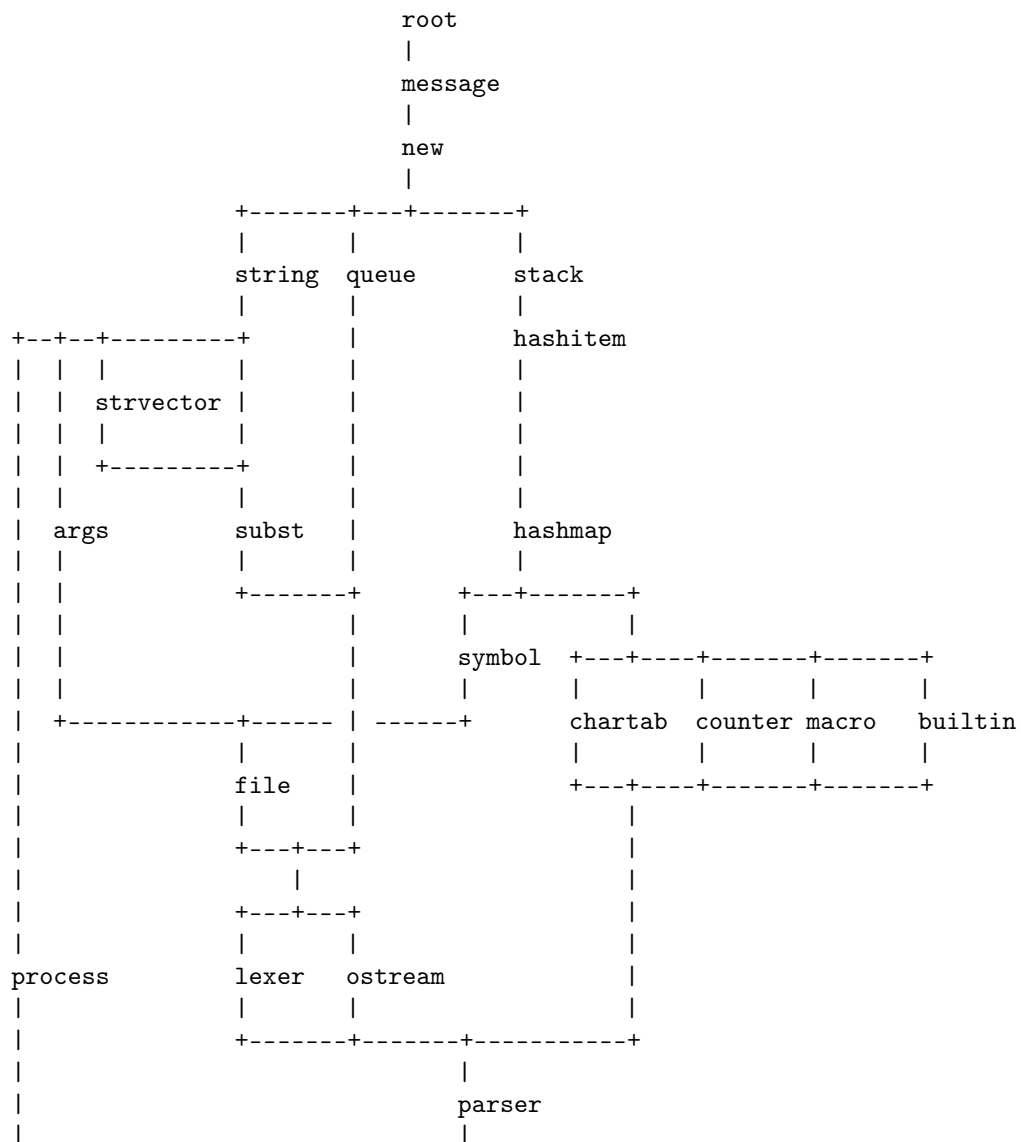 root
|
message
|
new
|
+-------+---+-------+
| | |
string queue stack
| | |
+--+--+---------+ | hashitem
| | | | | |
| | strvector | | |
| | | | | |
| | +---------+ | |
| | | | |
| args subst | hashmap
| | | | |
| | +-------+ +---+-------+
| | | | |
| | | symbol +---+----+-------+-------+
| | | | | | | |
| +------------+------ | ------+ chartab counter macro builtin
| | | | | | |
| file | +---+----+-------+-------+
| | | |
| +---+---+ |
| | |
| +---+---+ |
| | | |
process lexer ostream |
| | | |
| +-------+-------+-----------+
| |
| parser
| |